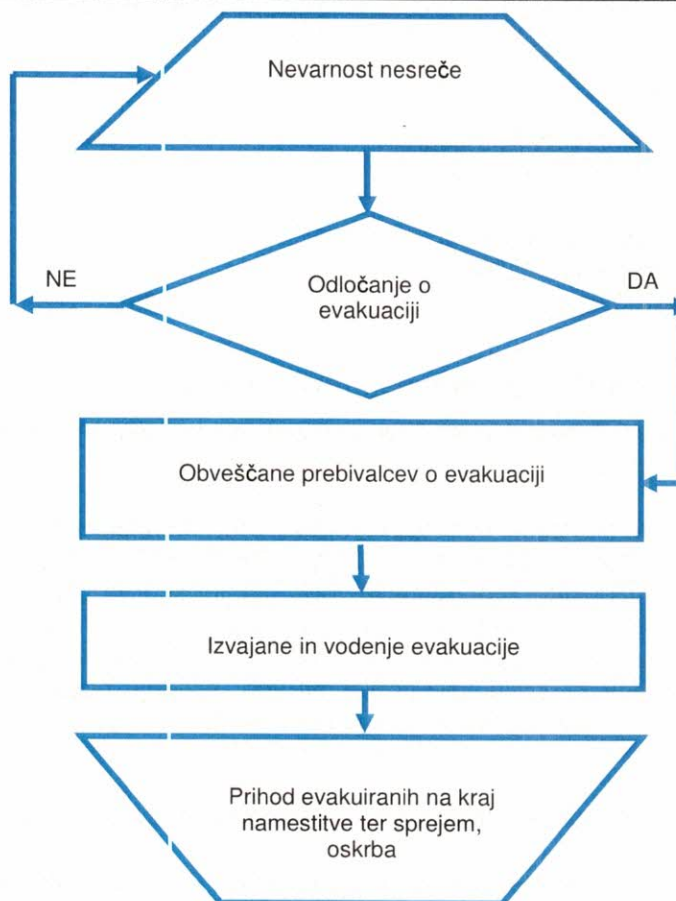 Nevarnost nesreče
NE
Odločanje o
evakuaciji
DA
Obveščane prebivalcev o evakuaciji
Izvajane in vodenje evakuacije
Prihod evakuiranih na kraj
namestitve ter sprejem,
oskrba